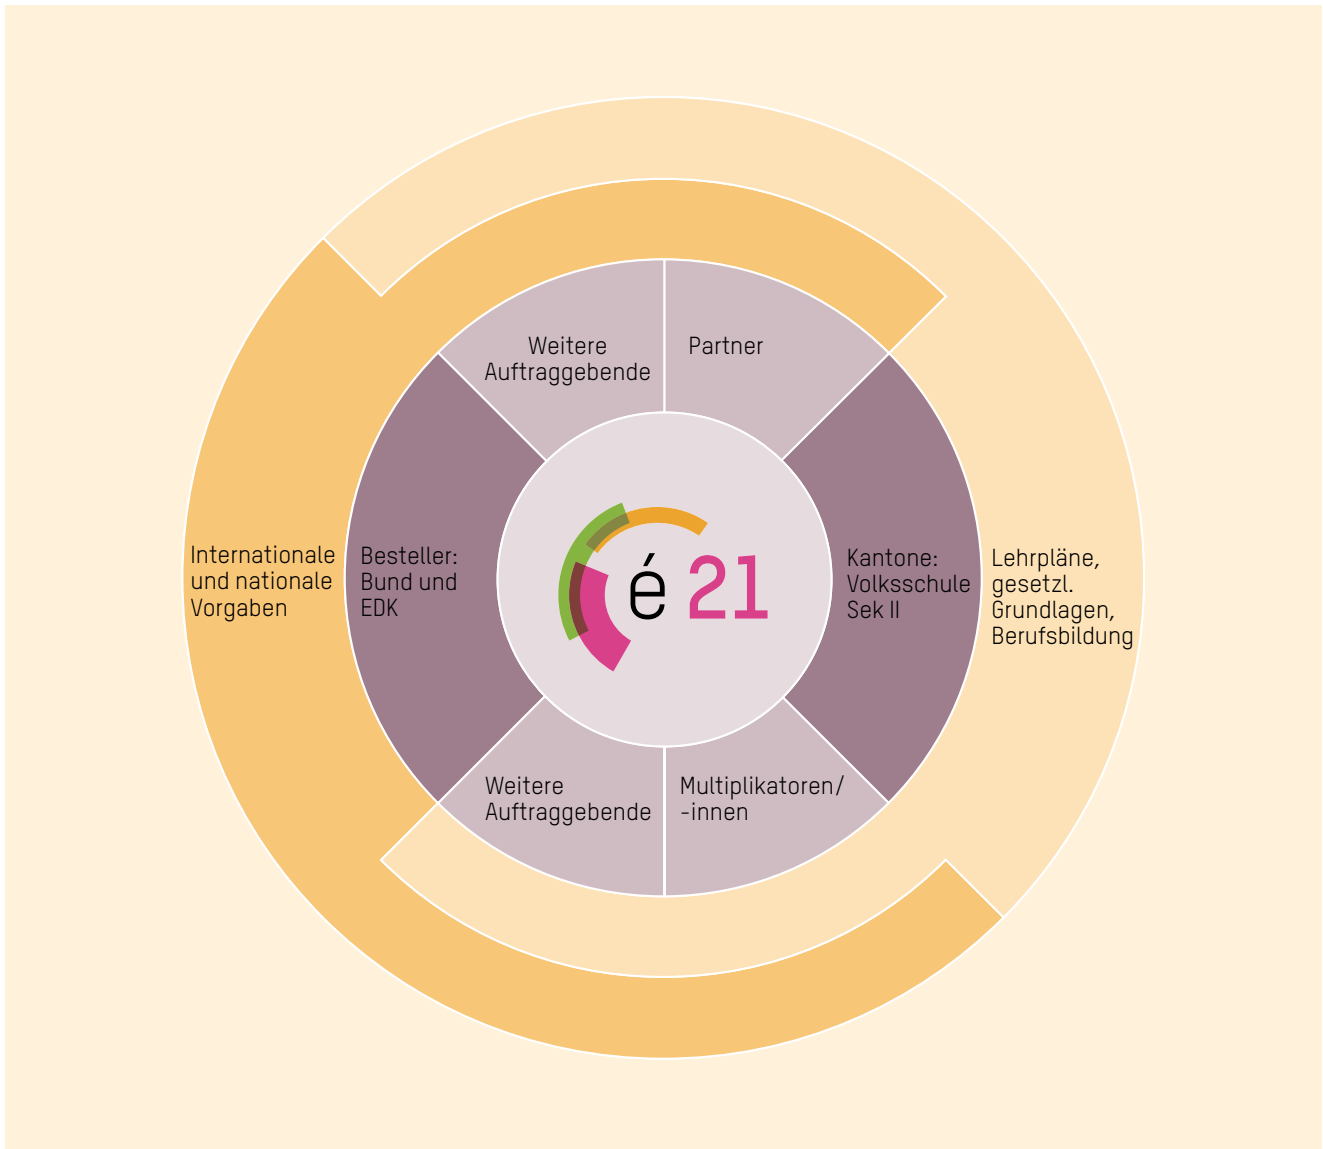 Weitere
Auftraggebende
Partner
Internationale
und nationale
Vorgaben
Besteller:
Bund und
EDK
é 21
Kantone:
Volksschule
Sek II
Lehrpläne,
gesetzl.
Grundlagen,
Berufsbildung
Weitere
Auftraggebende
Multiplikatoren/
-innen